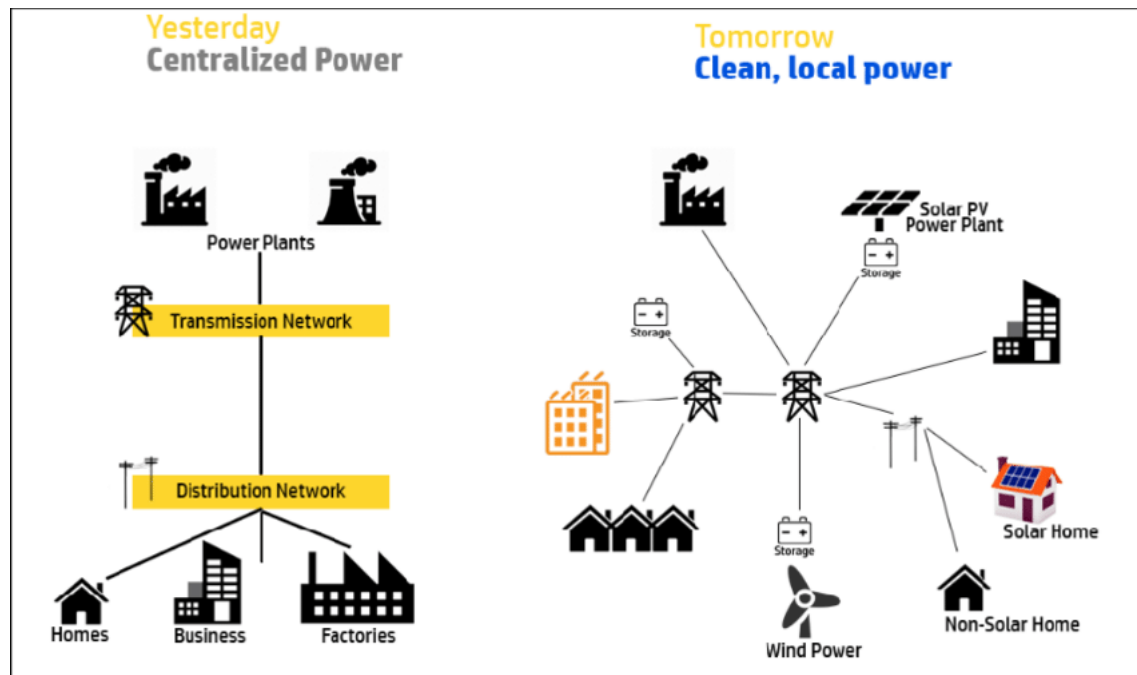 Yesterday
Centralized Power
Power Plants
Transmission Network
Distribution Network
Homes
Business
Factories
Tomorrow
Clean, local power
Solar PV
Power Plant
Storage
Storage
Storage
Solar Home
Non-Solar Home
Wind Power